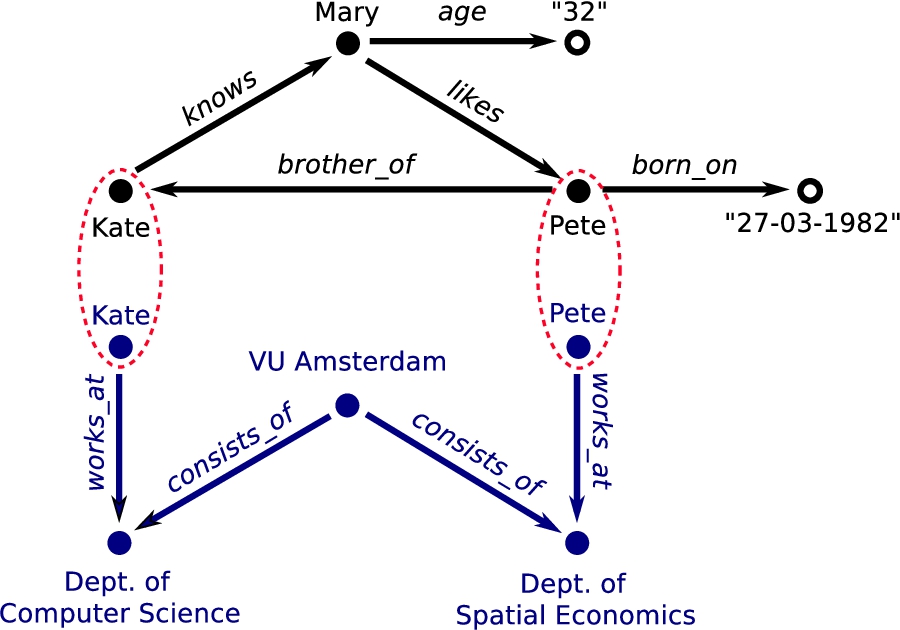 Mary
age
"32"
knows
likes
brother_of
born_on
Kate
Pete
"27-03-1982"
Kate
Pete
VU Amsterdam
works_at
consists_of
consists_of
works_at
Dept. of
Computer Science
Dept. of
Spatial Economics